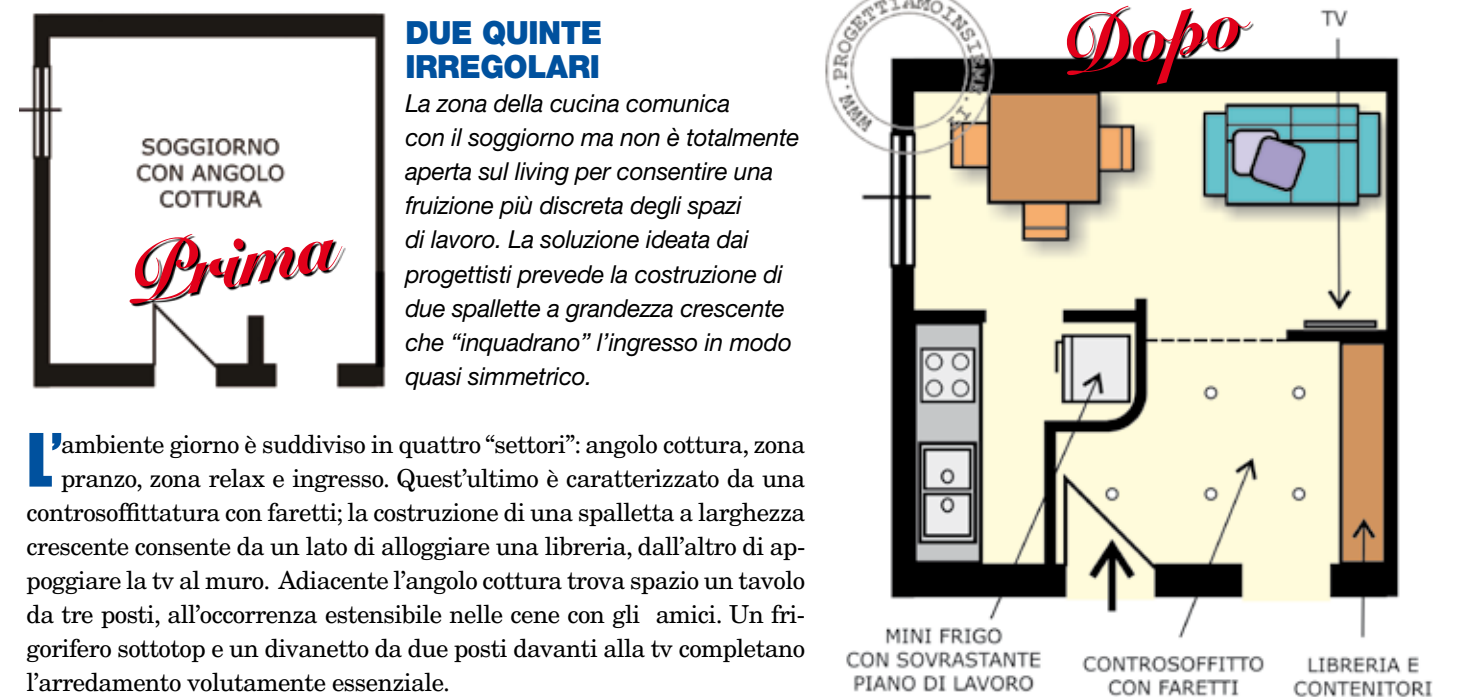 SOGGIORNO
CON ANGOLO
COTTURA
Prima
DUE QUINTE
IRREGOLARI
La zona della cucina comunica
con il soggiorno ma non è totalmente
aperta sul living per consentire una
fruizione più discreta degli spazi
di lavoro. La soluzione ideata dai
progettisti prevede la costruzione di
due spallette a grandezza crescente
che “inquadrano” l’ingresso in modo
quasi simmetrico.
L’ambiente giorno è suddiviso in quattro “settori”: angolo cottura, zona
pranzo, zona relax e ingresso. Quest’ultimo è caratterizzato da una
controsoffittatura con faretti; la costruzione di una spalletta a larghezza
crescente consente da un lato di alloggiare una libreria, dall’altro di ap-
poggiare la tv al muro. Adiacente l’angolo cottura trova spazio un tavolo
da tre posti, all’occorrenza estensibile nelle cene con gli amici. Un fri-
gorifero sottotop e un divanetto da due posti davanti alla tv completano
l’arredamento volutamente essenziale.
WWW.PROGETTIAMOINSIEME.IT
Dopo
TV
MINI FRIGO
CON SOVRASTANTE
PIANO DI LAVORO
CONTROSOFFITTO
CON FARETTI
LIBRERIA E
CONTENITORI